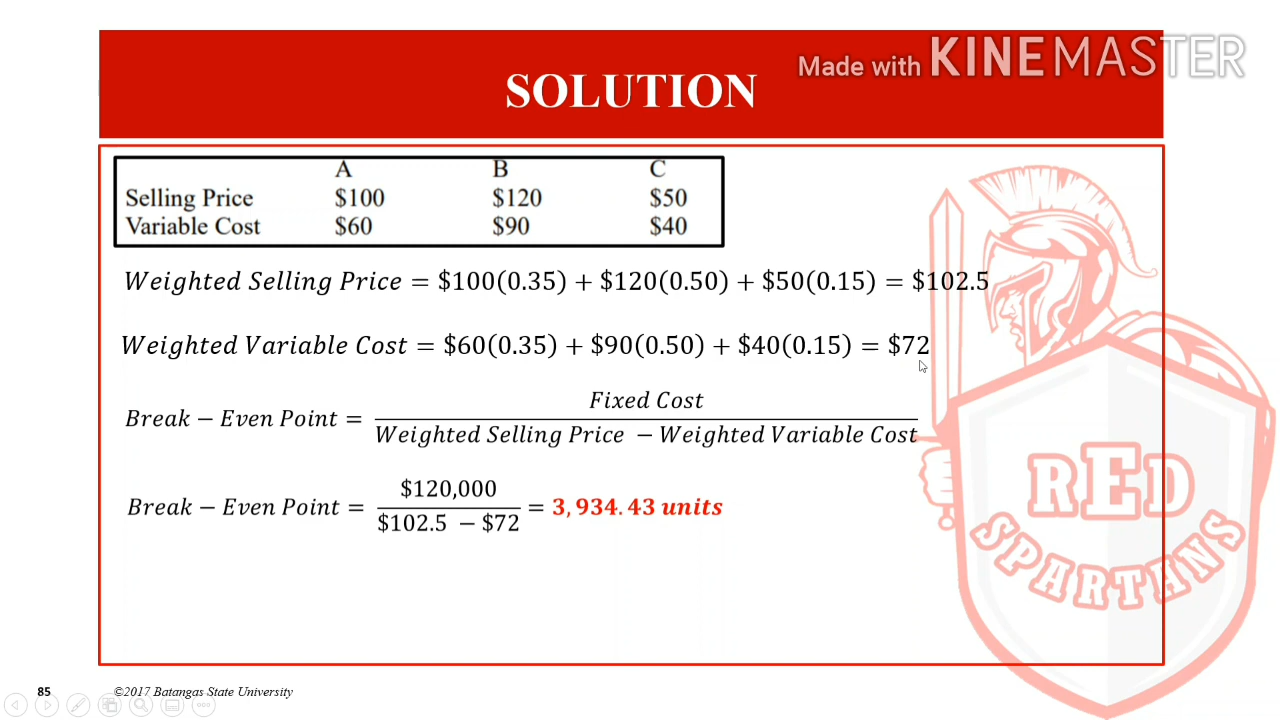 Made with KINEMASTER
SOLUTION
A B C
Selling Price $100 $120 $50
Variable Cost $60 $90 $40
Weighted Selling Price = $100(0.35) + $120(0.50) + $50(0.15) = $102.5
Weighted Variable Cost = $60(0.35) + $90(0.50) + $40(0.15) = $72
Fixed Cost
Break − Even Point =
Weighted Selling Price − Weighted Variable Cost
$120,000
Break − Even Point = = 3,934.43 units
$102.5 − $72
RED
SPARTANS
85 ©2017 Batangas State University